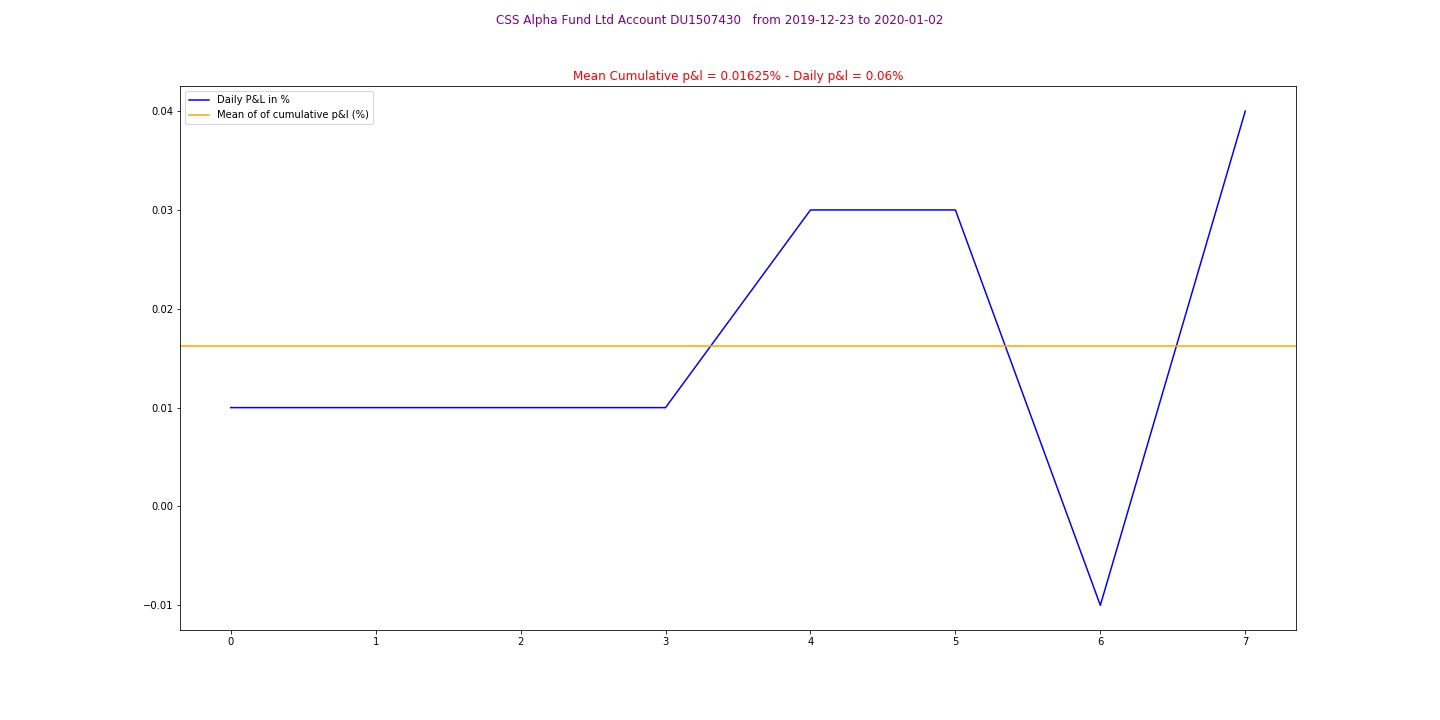 CSS Alpha Fund Ltd Account DU1507430   from 2019-12-23 to 2020-01-02
Mean Cumulative p&l = 0.01625% - Daily p&l = 0.06%
Daily P&L in %
Mean of of cumulative p&l (%)
0.04
0.03
0.02
0.01
0.00
−0.01
0 1 2 3 4 5 6 7